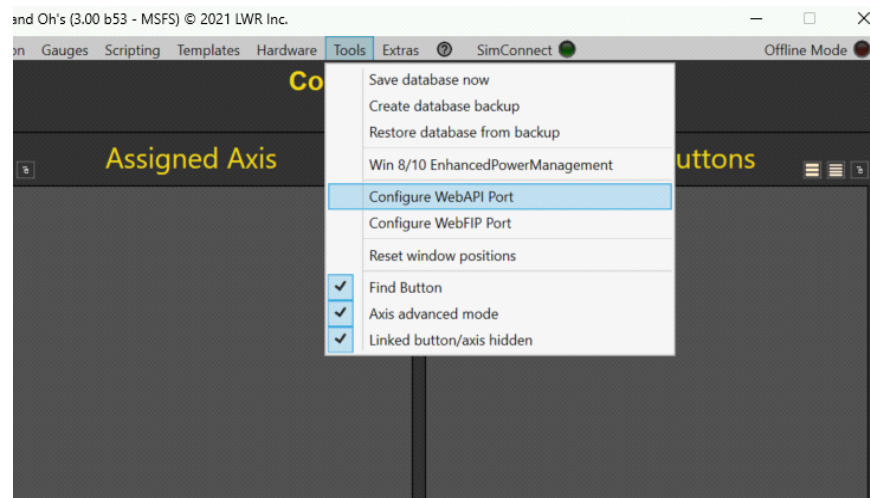 and Oh's (3.00 b53 - MSFS) © 2021 LWR Inc.
on Gauges Scripting Templates Hardware Tools Extras SimConnect Offline Mode
Co
Save database now
Create database backup
Restore database from backup
Assigned Axis
uttons
Win 8/10 EnhancedPowerManagement
Configure WebAPI Port
Configure WebFIP Port
Reset window positions
Find Button
Axis advanced mode
Linked button/axis hidden